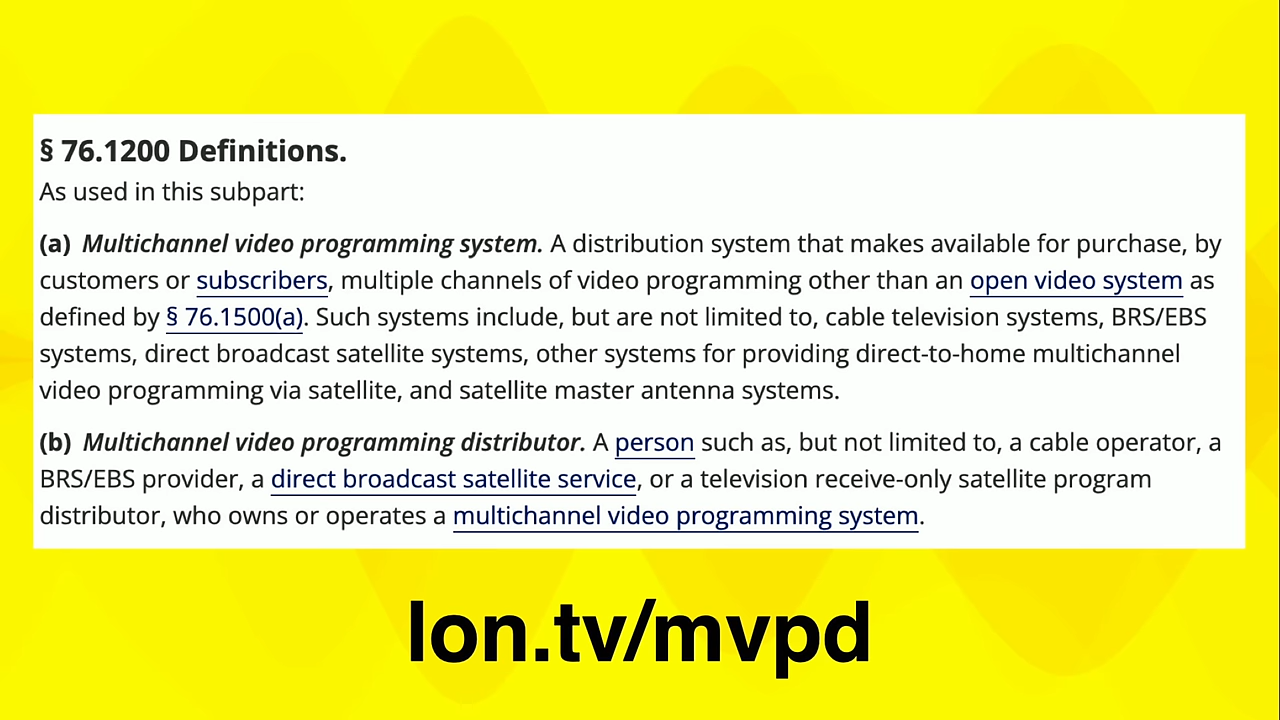 § 76.1200 Definitions.
As used in this subpart:
(a) Multichannel video programming system. A distribution system that makes available for purchase, by
customers or subscribers, multiple channels of video programming other than an open video system as
defined by § 76.1500(a). Such systems include, but are not limited to, cable television systems, BRS/EBS
systems, direct broadcast satellite systems, other systems for providing direct-to-home multichannel
video programming via satellite, and satellite master antenna systems.
(b) Multichannel video programming distributor. A person such as, but not limited to, a cable operator, a
BRS/EBS provider, a direct broadcast satellite service, or a television receive-only satellite program
distributor, who owns or operates a multichannel video programming system.
lon.tv/mvpd